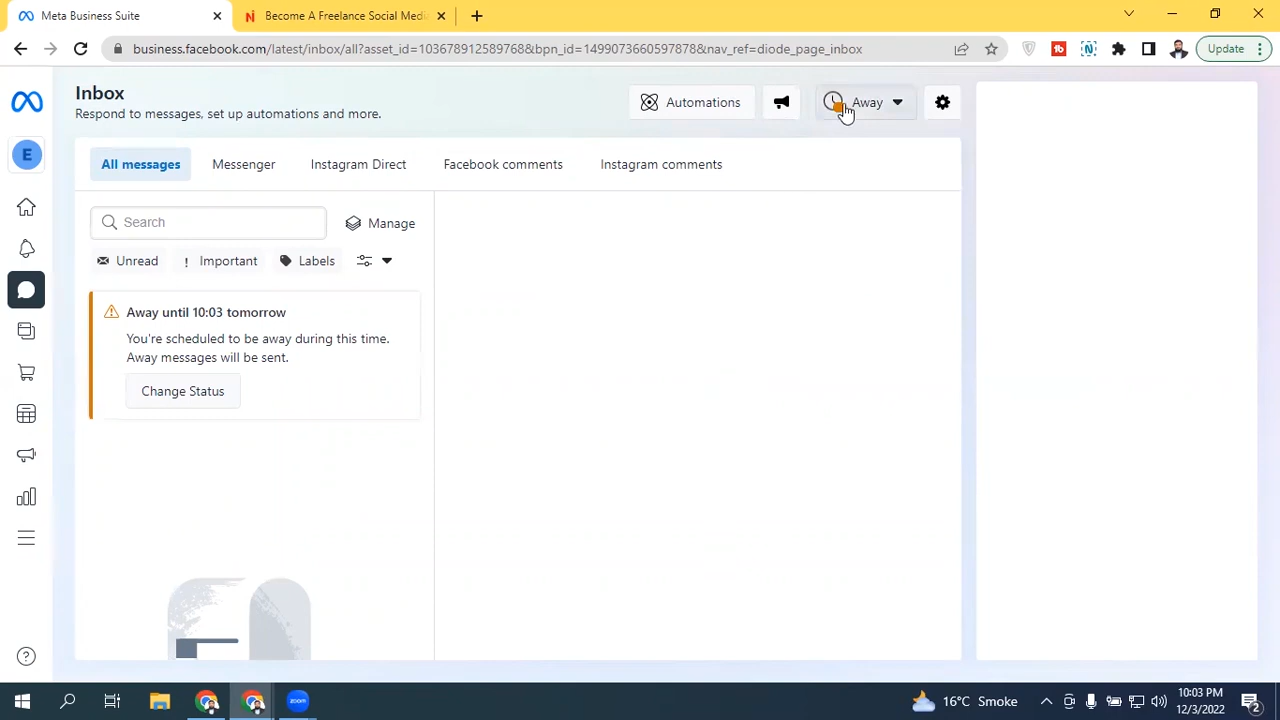 Meta Business Suite
Become A Freelance Social Medi
business.facebook.com/latest/inbox/all?asset_id=103678912589768&bpn_id=1499073660597878&nav_ref=diode_page_inbox
Update
Inbox
Respond to messages, set up automations and more.
Automations
Away
E
All messages
Messenger
Instagram Direct
Facebook comments
Instagram comments
Search
Manage
Unread
Important
Labels
Away until 10:03 tomorrow
You're scheduled to be away during this time.
Away messages will be sent.
Change Status
zoom
16°C Smoke
10:03 PM
12/3/2022
2